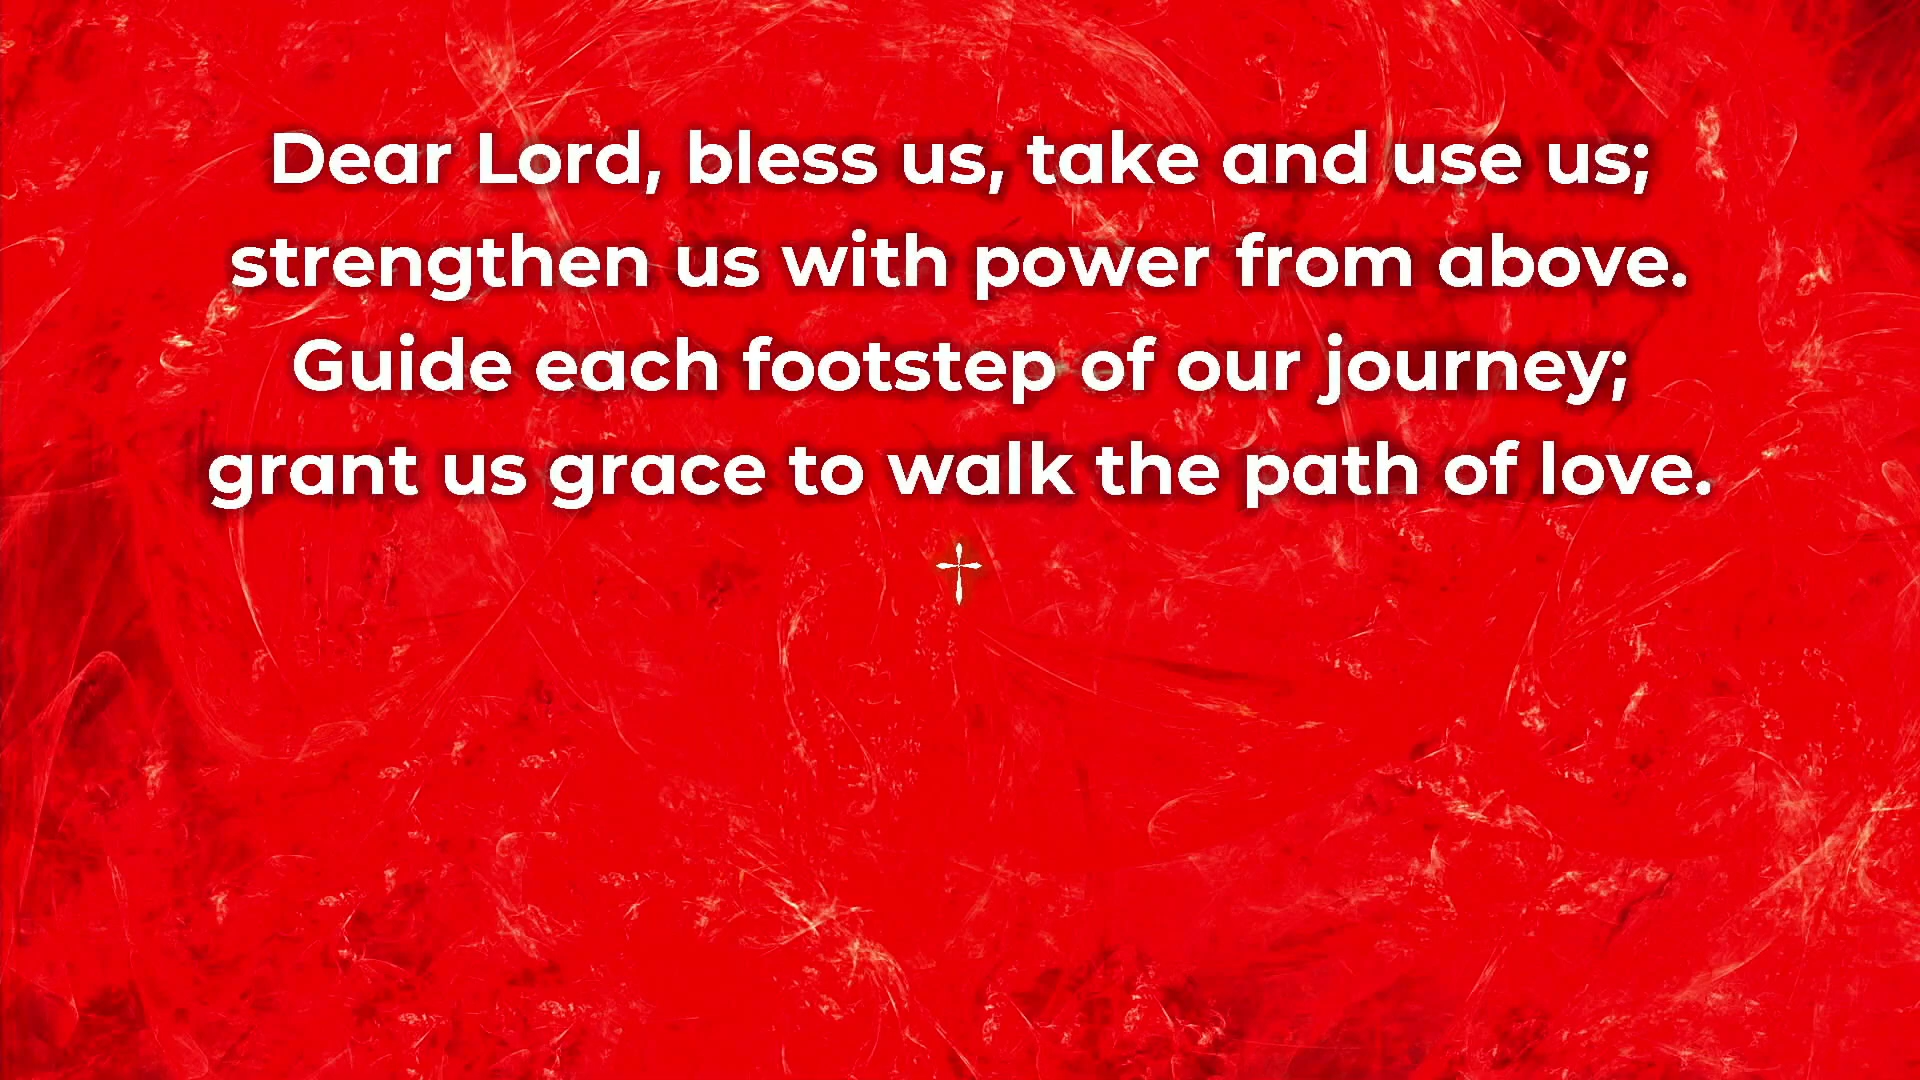 Dear Lord, bless us, take and use us;
strengthen us with power from above.
Guide each footstep of our journey;
grant us grace to walk the path of love.